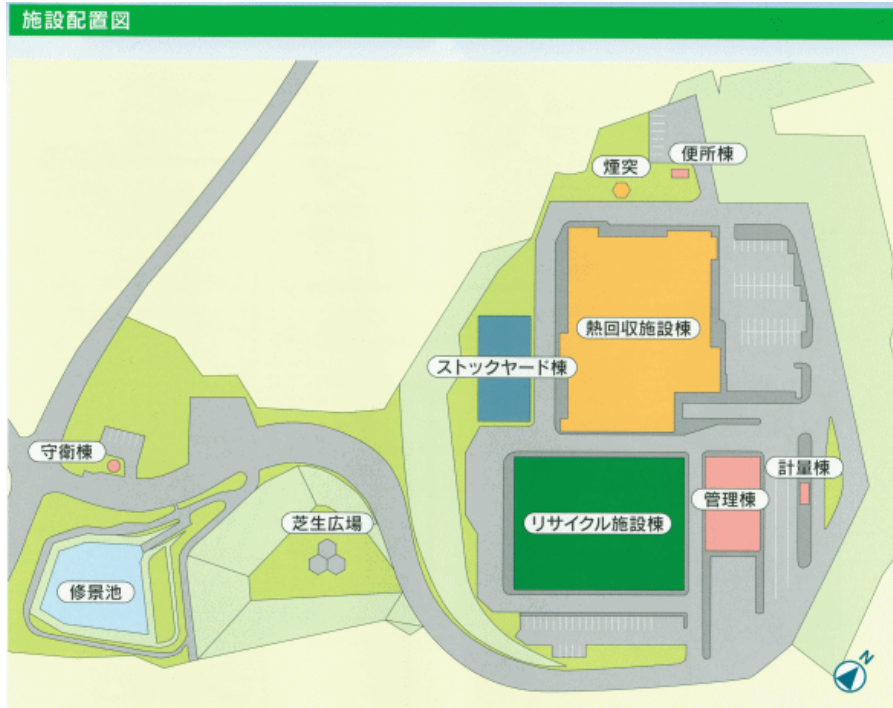 施設配置図
便所棟
煙突
熱回収施設棟
ストックヤード棟
守衛棟
計量棟
管理棟
芝生広場
リサイクル施設棟
修景池
N